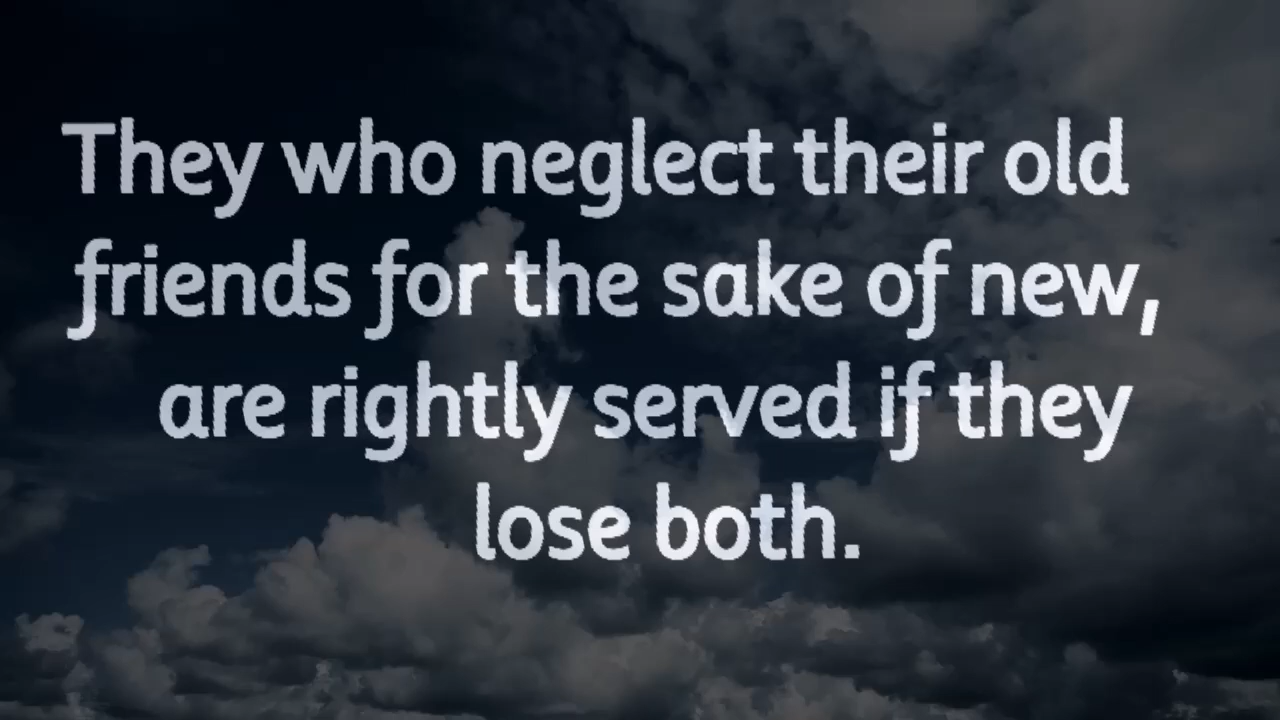 They who neglect their old
friends for the sake of new,
are rightly served if they
lose both.